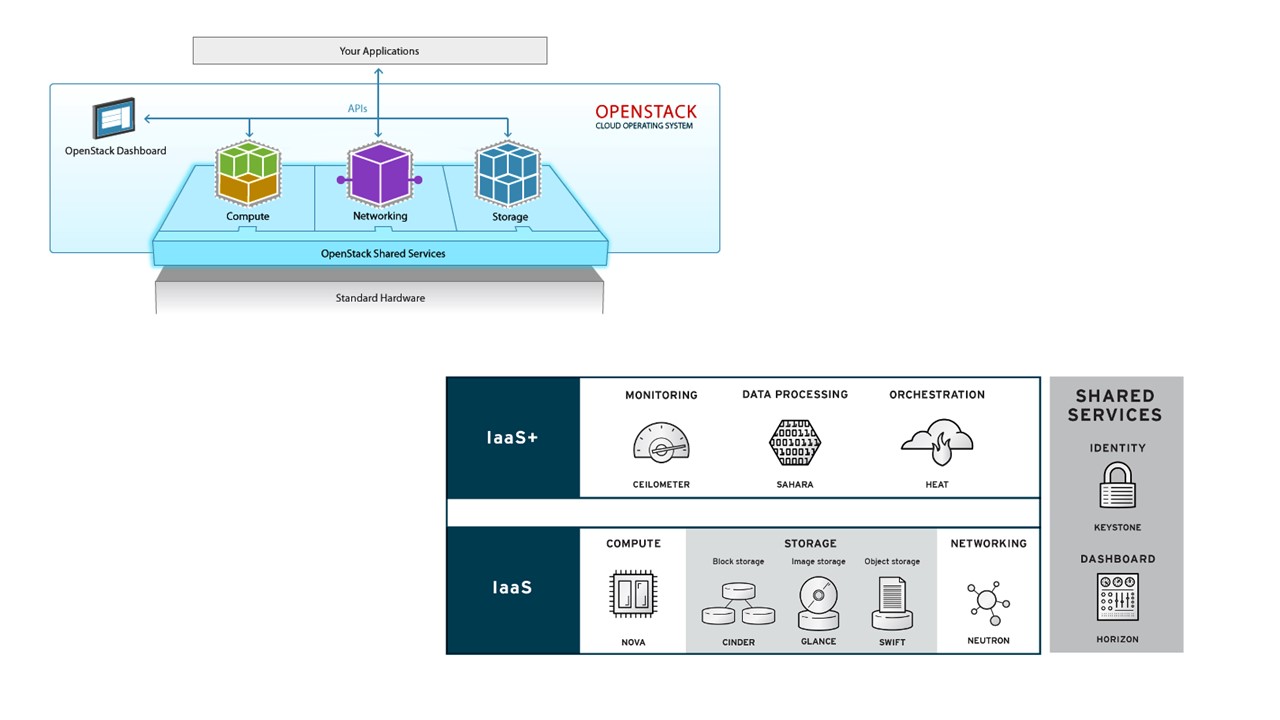 Your Applications
APIs
OPENSTACK
CLOUD OPERATING SYSTEM
OpenStack Dashboard
Compute
Networking
Storage
OpenStack Shared Services
Standard Hardware
IaaS+
MONITORING
DATA PROCESSING
ORCHESTRATION
CEILOMETER
SAHARA
HEAT
IaaS
COMPUTE
STORAGE
NETWORKING
Block storage
Image storage
Object storage
NOVA
CINDER
GLANCE
SWIFT
NEUTRON
SHARED
SERVICES
IDENTITY
KEYSTONE
DASHBOARD
HORIZON